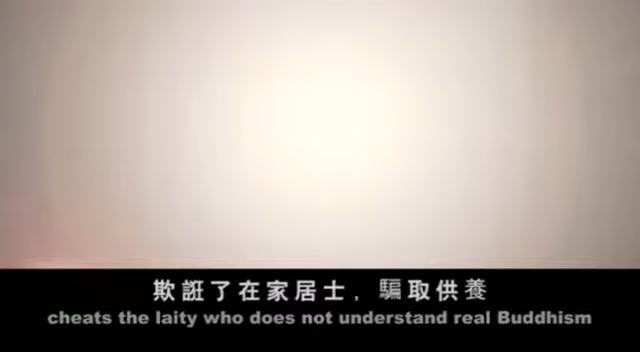 欺誑了在家居士，騙取供養
cheats the laity who does not understand real Buddhism